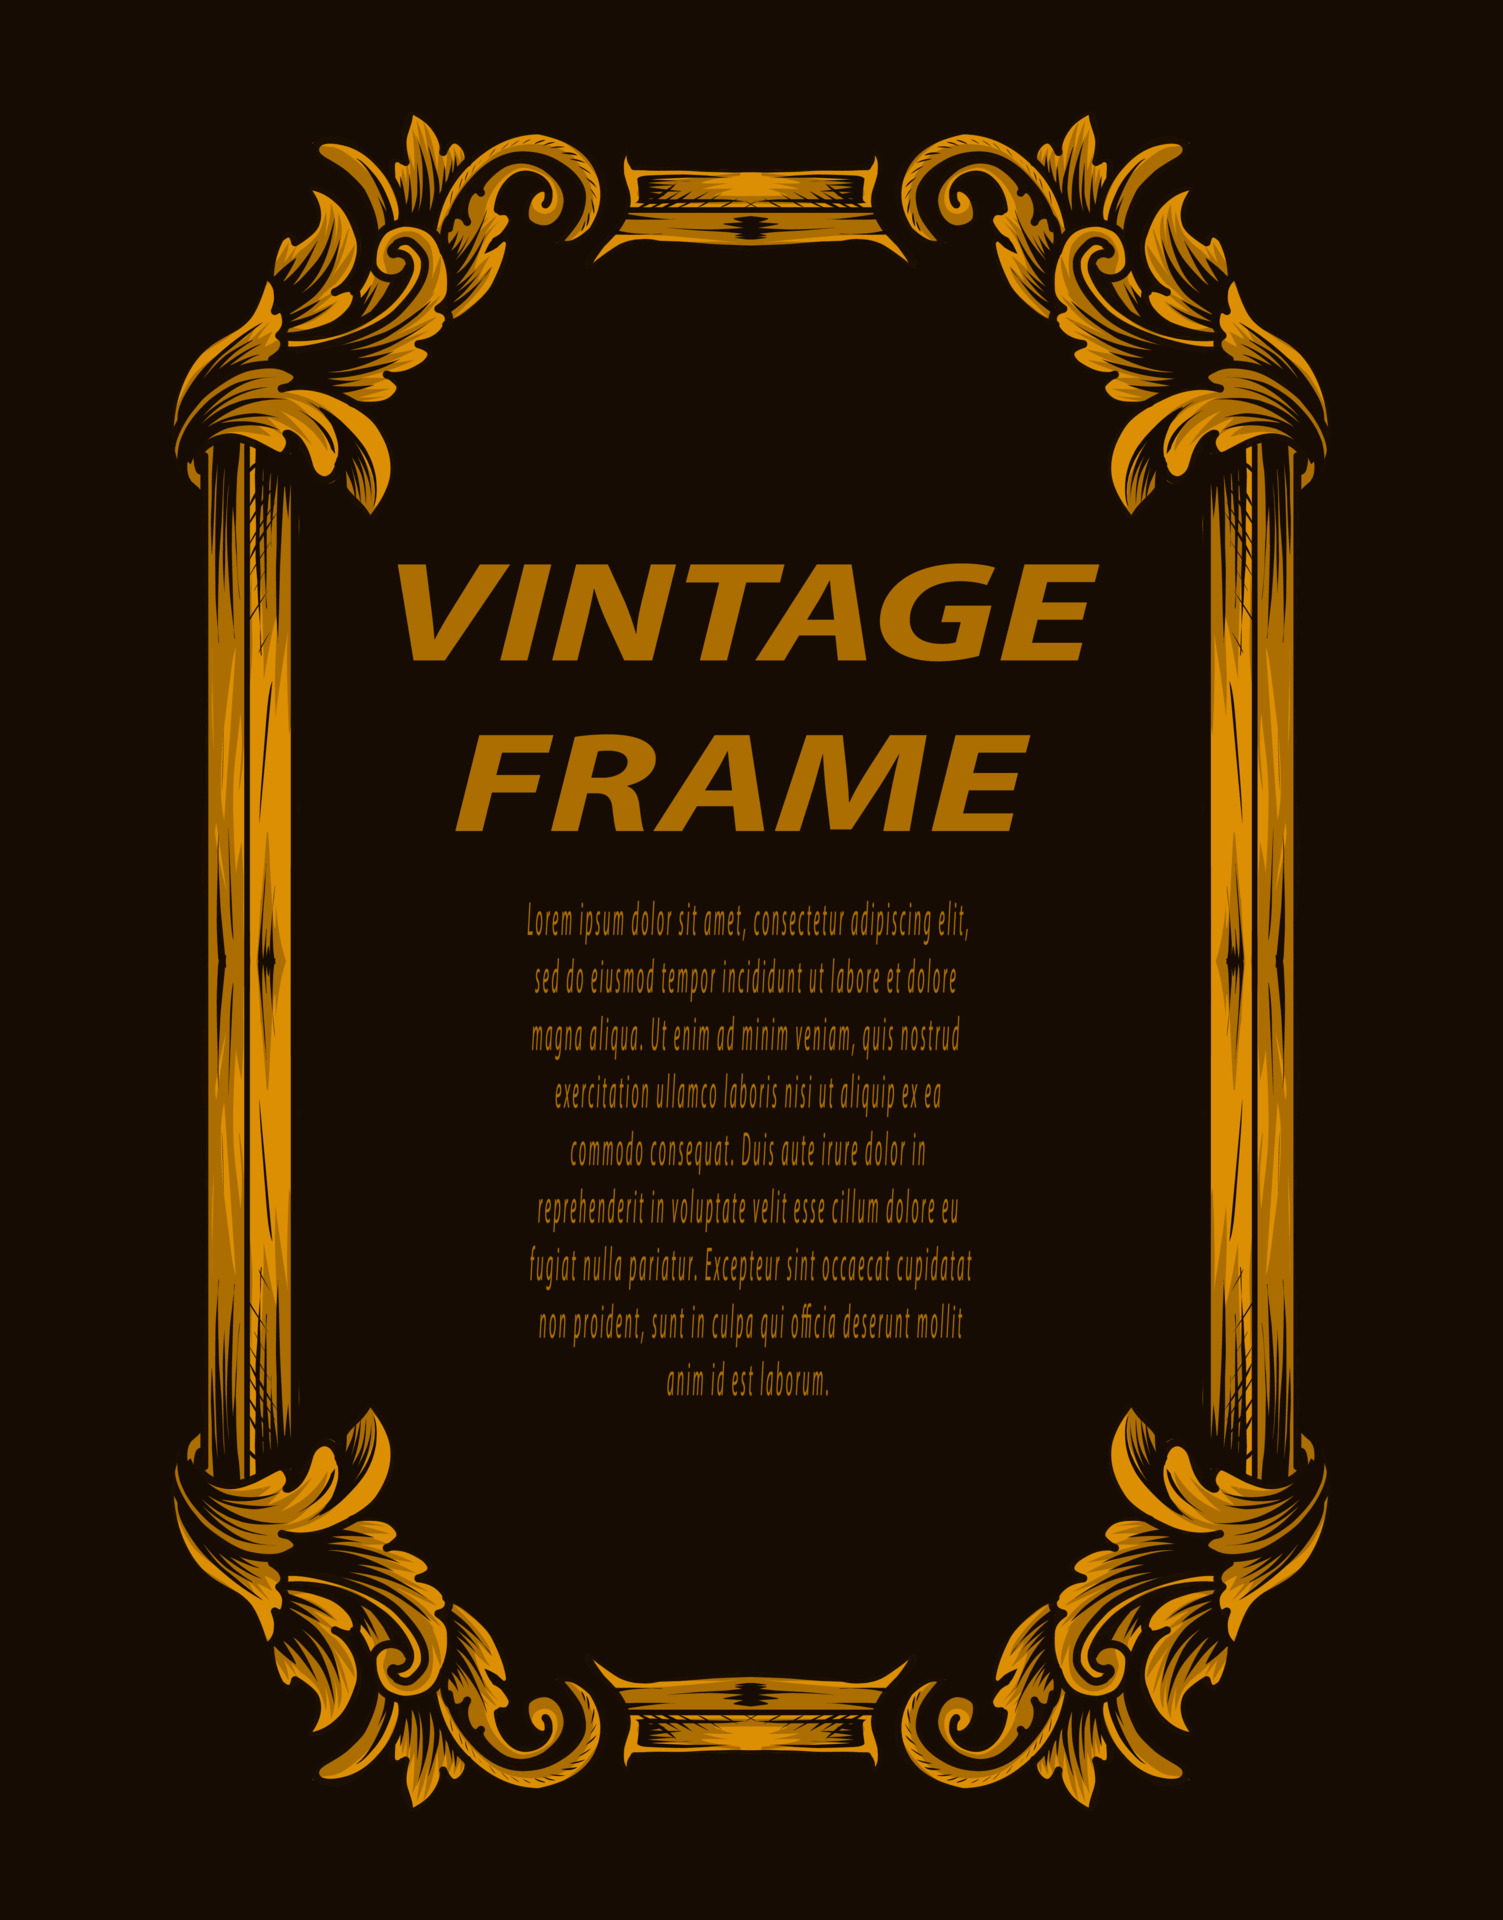 VINTAGE
FRAME
Lorem ipsum dolor sit amet, consectetur adipiscing elit,
sed do eiusmod tempor incididunt ut labore et dolore
magna aliqua. Ut enim ad minim veniam, quis nostrud
exercitation ullamco laboris nisi ut aliquip ex ea
commodo consequat. Duis aute irure dolor in
reprehenderit in voluptate velit esse cillum dolore eu
fugiat nulla pariatur. Excepteur sint occaecat cupidatat
non proident, sunt in culpa qui officia deserunt mollit
anim id est laborum.